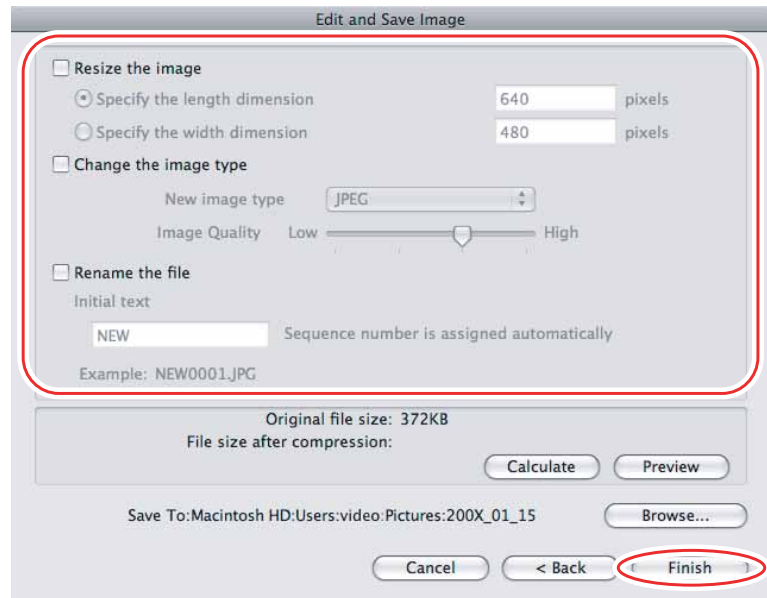 Edit and Save Image
Resize the image
Specify the length dimension 640 pixels
Specify the width dimension 480 pixels
Change the image type
New image type JPEG
Image Quality Low High
Rename the file
Initial text
NEW Sequence number is assigned automatically
Example: NEW0001.JPG
Original file size: 372KB
File size after compression:
Calculate Preview
Save To:Macintosh HD:Users:video:Pictures:200X_01_15 Browse...
Cancel < Back Finish